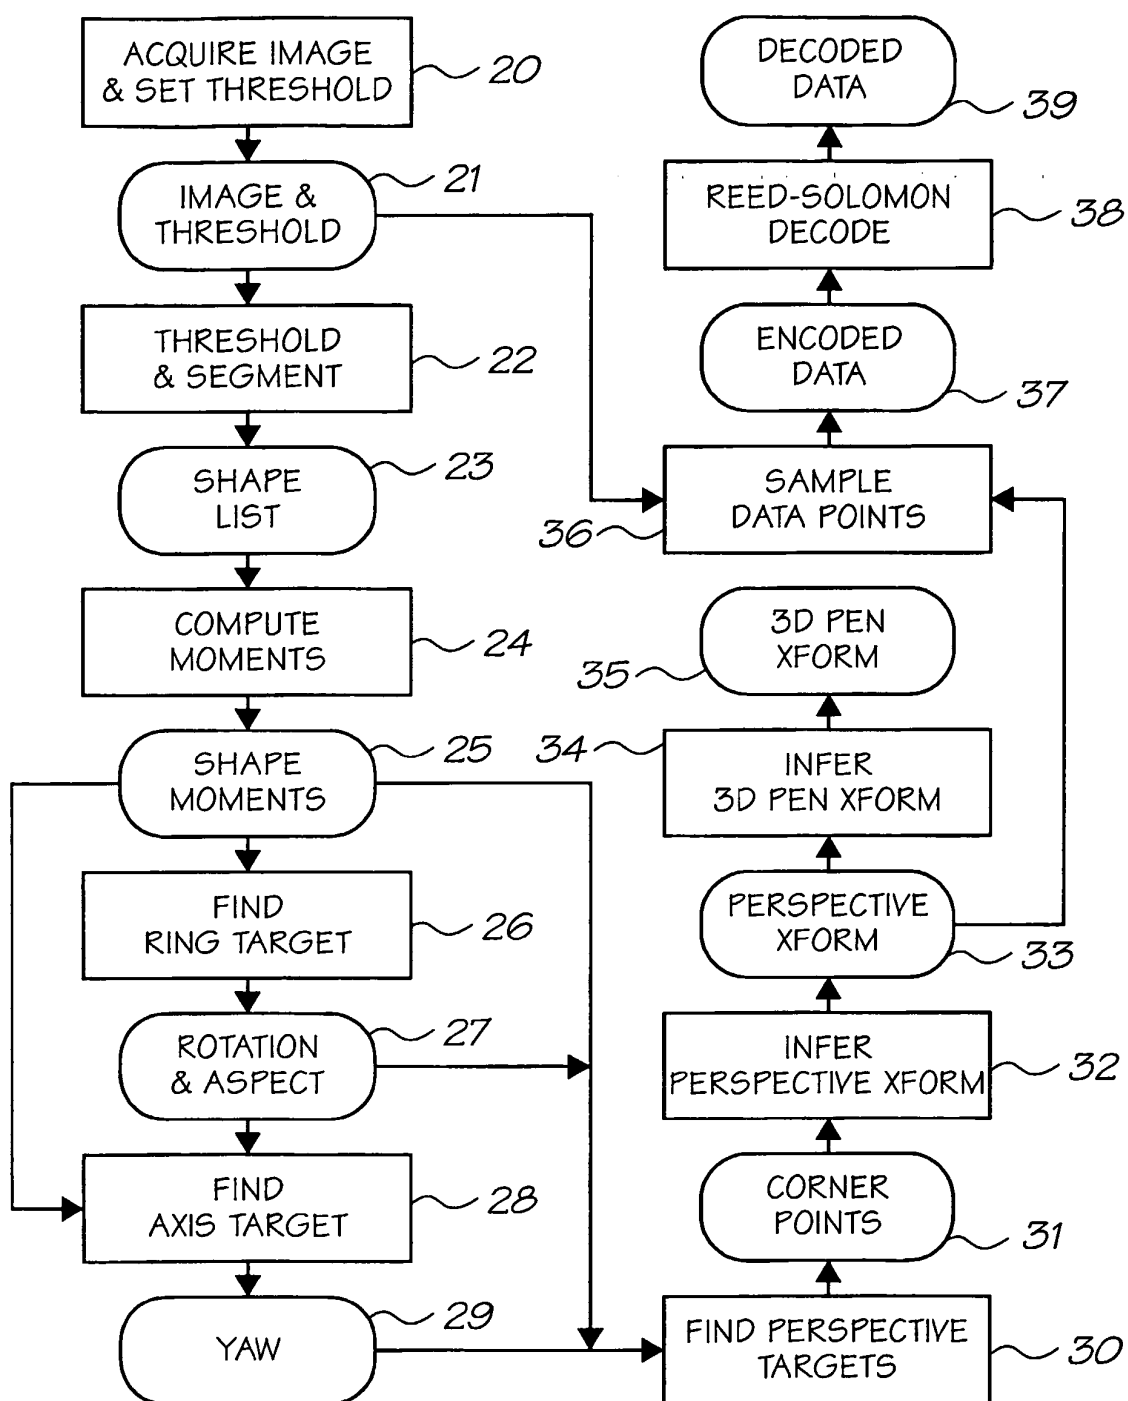 ACQUIRE IMAGE
& SET THRESHOLD
20
IMAGE &
THRESHOLD
21
THRESHOLD
& SEGMENT
22
SHAPE
LIST
23
COMPUTE
MOMENTS
24
SHAPE
MOMENTS
25
FIND
RING TARGET
26
ROTATION
& ASPECT
27
FIND
AXIS TARGET
28
YAW
29
DECODED
DATA
39
REED-SOLOMON
DECODE
38
ENCODED
DATA
37
SAMPLE
DATA POINTS
36
3D PEN
XFORM
35
34
INFER
3D PEN XFORM
PERSPECTIVE
XFORM
33
INFER
PERSPECTIVE XFORM
32
CORNER
POINTS
31
FIND PERSPECTIVE
TARGETS
30